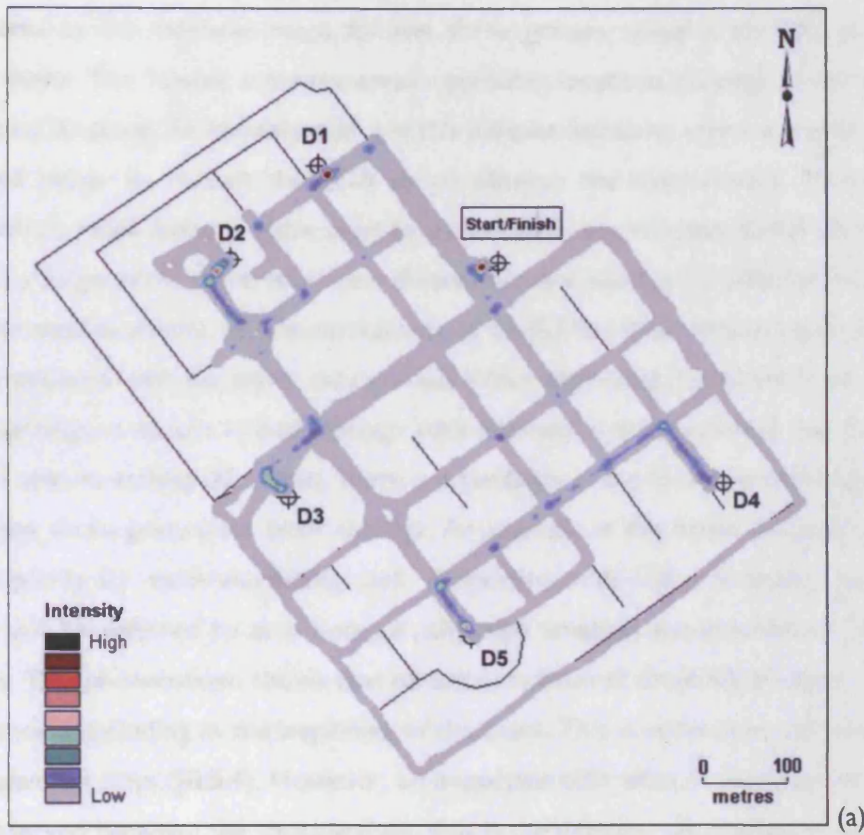 N
D1
Start/Finish
D2
D4
D3
D5
Intensity
High
Low
0 100
metres
(a)